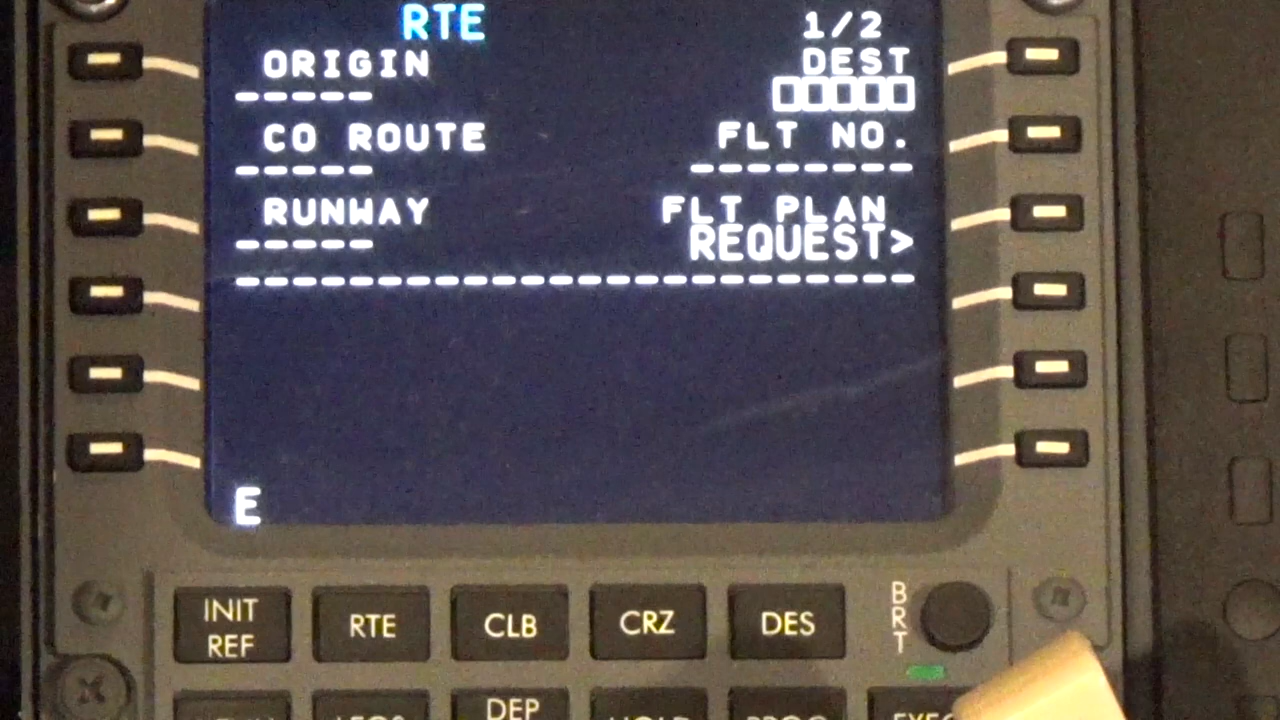 RTE 1/2
ORIGIN DEST
----- □□□□□
CO ROUTE FLT NO.
----- --------
RUNWAY FLT PLAN
----- REQUEST>
------------------------
E
INIT REF
RTE
CLB
CRZ
DES
BRT
DEP